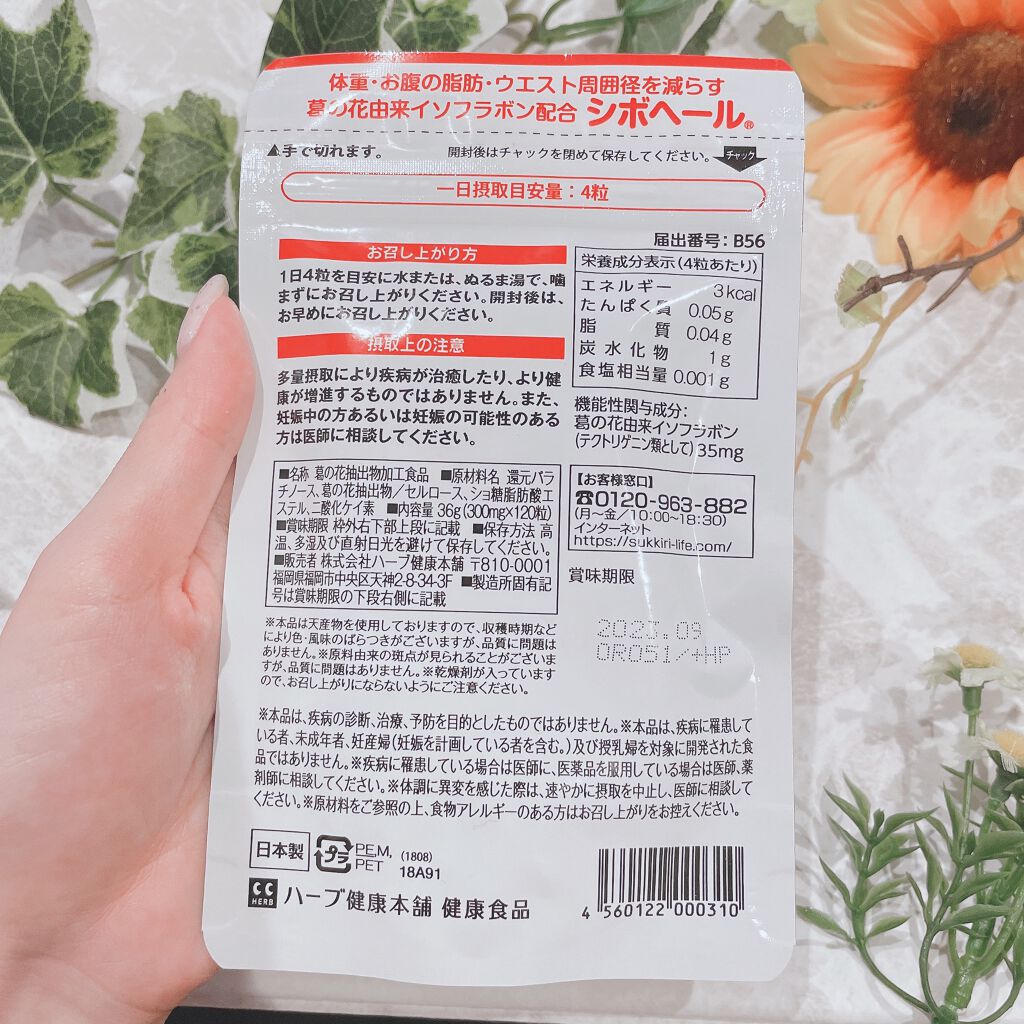 体重・お腹の脂肪・ウエスト周囲径を減らす
葛の花由来イソフラボン配合 シボヘール®
▲手で切れます。
開封後はチャックを閉めて保存してください。
チャック
一日摂取目安量：4粒
届出番号：B56
お召し上がり方
1日4粒を目安に水または、ぬるま湯で、噛
まずにお召し上がりください。開封後は、
お早めにお召し上がりください。
摂取上の注意
多量摂取により疾病が治癒したり、より健
康が増進するものではありません。また、
妊娠中の方あるいは妊娠の可能性のある
方は医師に相談してください。
栄養成分表示(4粒あたり)
エネルギー 3kcal
たんぱく質 0.05g
脂質 0.04g
炭水化物 1g
食塩相当量 0.001g
機能性関与成分：
葛の花由来イソフラボン
(テクトリゲニン類として)35mg
■名称 葛の花抽出物加工食品 ■原材料名 還元パラ
チノース、葛の花抽出物／セルロース、ショ糖脂肪酸エ
ステル、二酸化ケイ素 ■内容量 36g(300mg×120粒)
■賞味期限 枠外右下部上段に記載 ■保存方法 高
温、多湿及び直射日光を避けて保存してください。
■販売者 株式会社ハーブ健康本舗 〒810-0001
福岡県福岡市中央区天神2-8-34-3F ■製造所固有記
号は賞味期限の下段右側に記載
【お客様窓口】
☎0120-963-882
(月～金／10:00~18:30)
インターネット
https://sukkiri-life.com/
賞味期限
2023.09
OR051/+HP
※本品は天産物を使用しておりますので、収穫時期など
により色・風味のばらつきがございますが、品質に問題は
ありません。※原料由来の斑点が見られることがございま
すが、品質に問題はありません。※乾燥剤が入っています
ので、お召し上がりにならないようにご注意ください。
※本品は、疾病の診断、治療、予防を目的としたものではありません。※本品は、疾病に罹患して
いる者、未成年者、妊産婦(妊娠を計画している者を含む。)及び授乳婦を対象に開発された食
品ではありません。※疾病に罹患している場合は医師に、医薬品を服用している場合は医師、薬
剤師に相談してください。※体調に異変を感じた際は、速やかに摂取を中止し、医師に相談して
ください。※原材料をご参照の上、食物アレルギーのある方はお召し上がりをお控えください。
日本製
プラ
PE,M,
PET
(1808)
18A91
CC
HERB
ハーブ健康本舗 健康食品
4 560122 000310